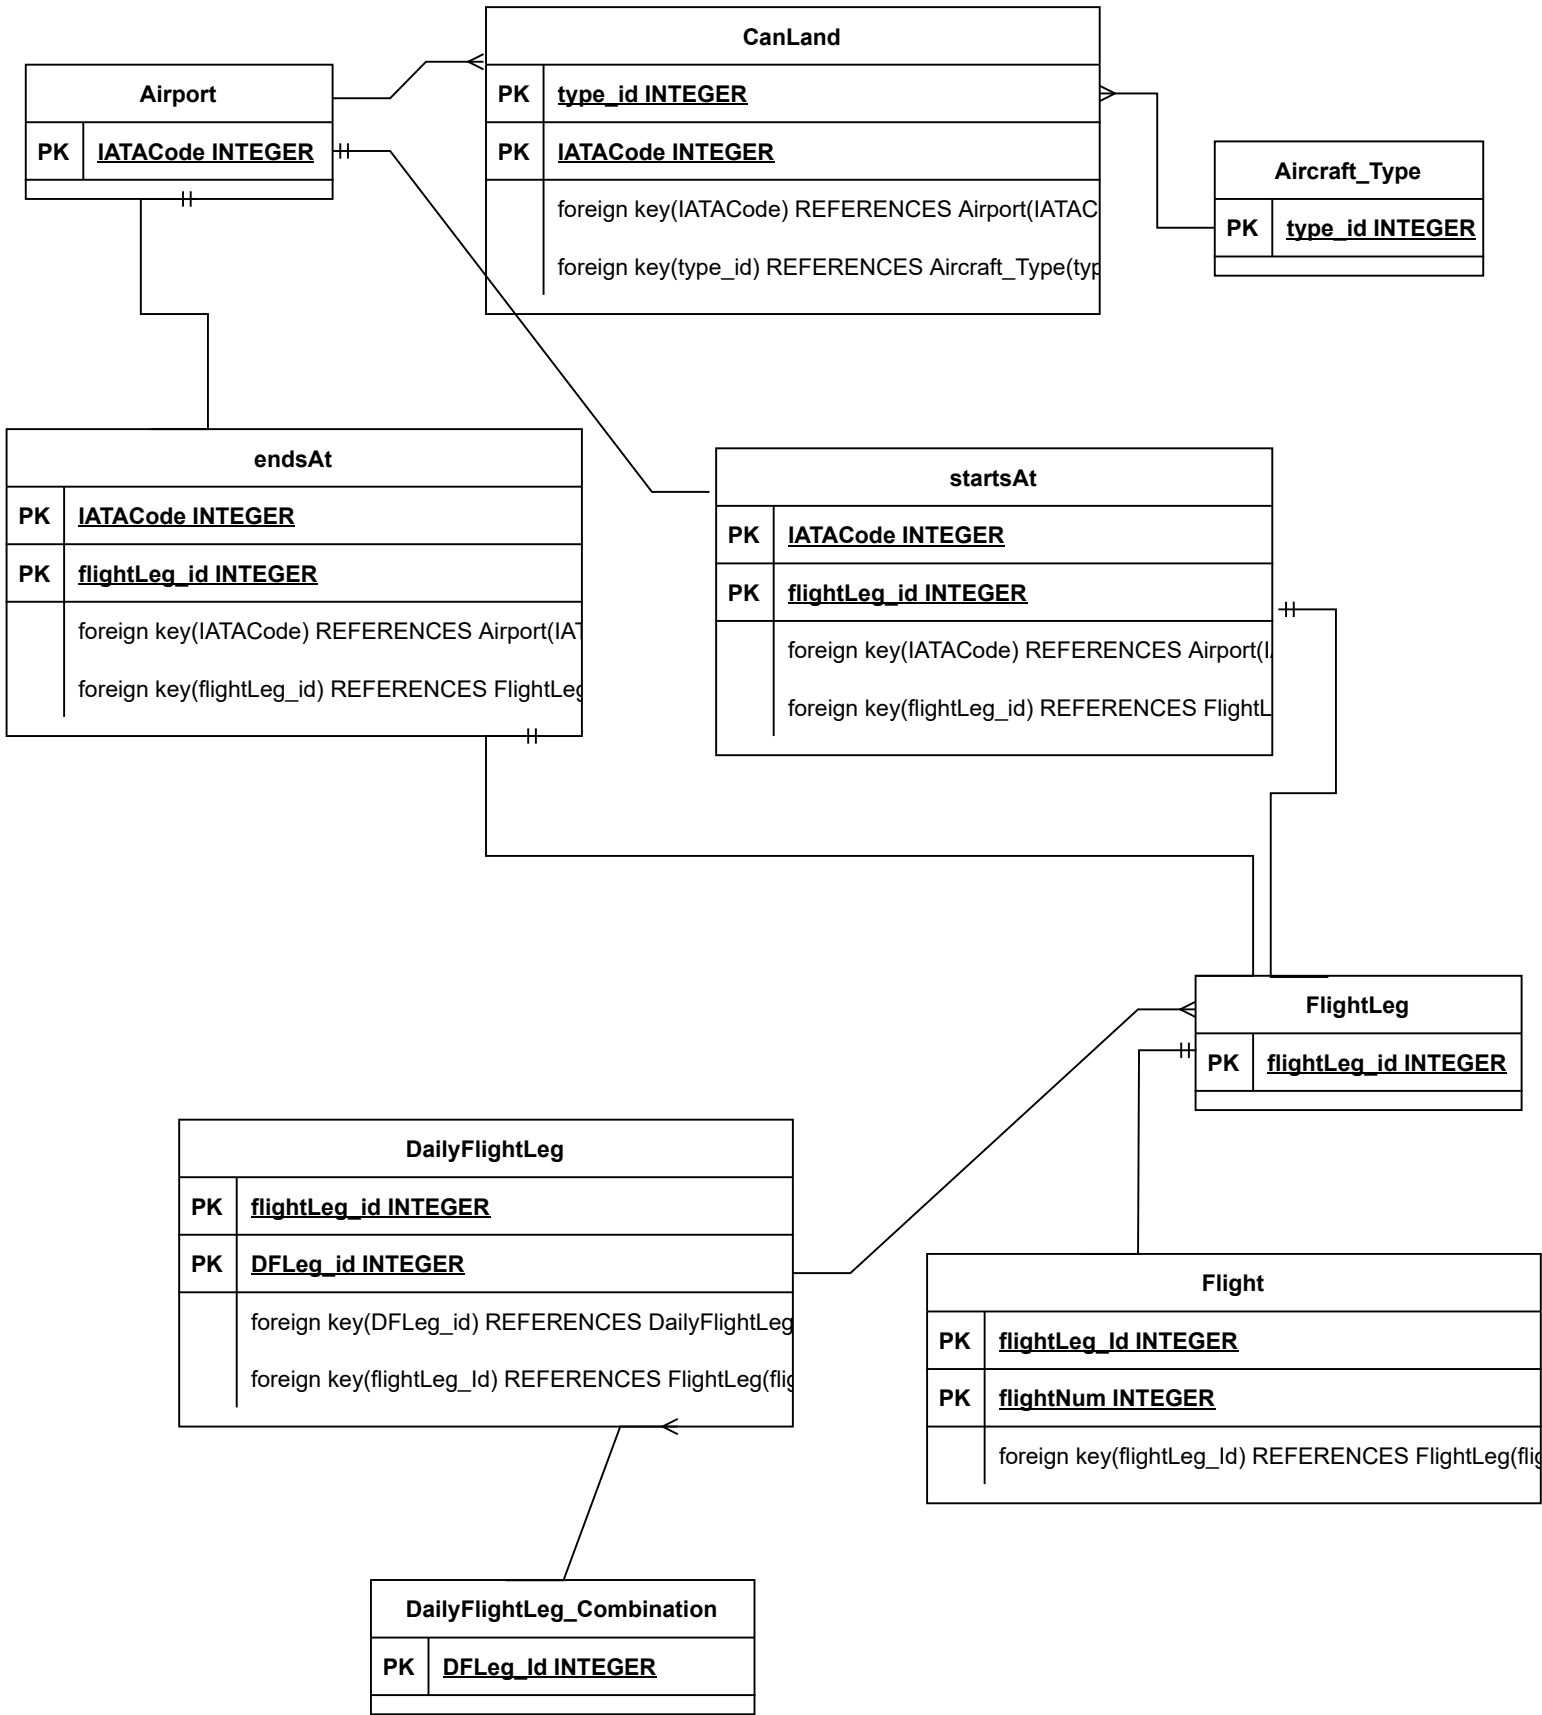 CanLand
PK type_id INTEGER
PK IATACode INTEGER
foreign key(IATACode) REFERENCES Airport(IATAC
foreign key(type_id) REFERENCES Aircraft_Type(typ
Airport
PK IATACode INTEGER
Aircraft_Type
PK type_id INTEGER
endsAt
PK IATACode INTEGER
PK flightLeg_id INTEGER
foreign key(IATACode) REFERENCES Airport(IAT
foreign key(flightLeg_id) REFERENCES FlightLeg
startsAt
PK IATACode INTEGER
PK flightLeg_id INTEGER
foreign key(IATACode) REFERENCES Airport(IA
foreign key(flightLeg_id) REFERENCES FlightL
FlightLeg
PK flightLeg_id INTEGER
DailyFlightLeg
PK flightLeg_id INTEGER
PK DFLeg_id INTEGER
foreign key(DFLeg_id) REFERENCES DailyFlightLeg
foreign key(flightLeg_Id) REFERENCES FlightLeg(flig
Flight
PK flightLeg_Id INTEGER
PK flightNum INTEGER
foreign key(flightLeg_Id) REFERENCES FlightLeg(flig
DailyFlightLeg_Combination
PK DFLeg_Id INTEGER